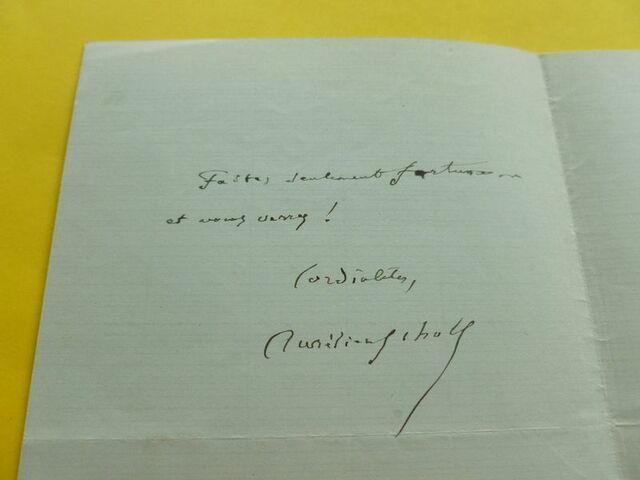 Faites seulement fortune
et vous verrez !
Cordialités,
Aurélien Scholl